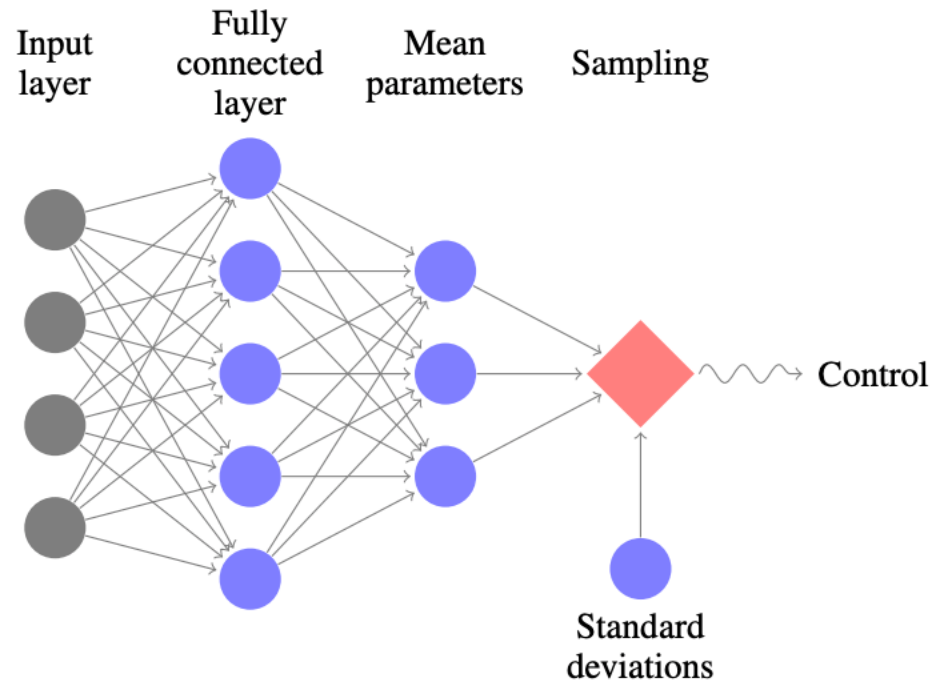 Input
layer
Fully
connected
layer
Mean
parameters
Sampling
Control
Standard
deviations